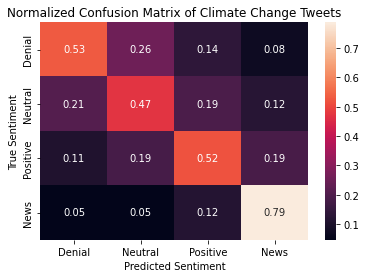 Normalized Confusion Matrix of Climate Change Tweets
True Sentiment
Denial
0.53 0.26 0.14 0.08
Neutral
0.21 0.47 0.19 0.12
Positive
0.11 0.19 0.52 0.19
News
0.05 0.05 0.12 0.79
Denial Neutral Positive News
Predicted Sentiment
0.7
0.6
0.5
0.4
0.3
0.2
0.1